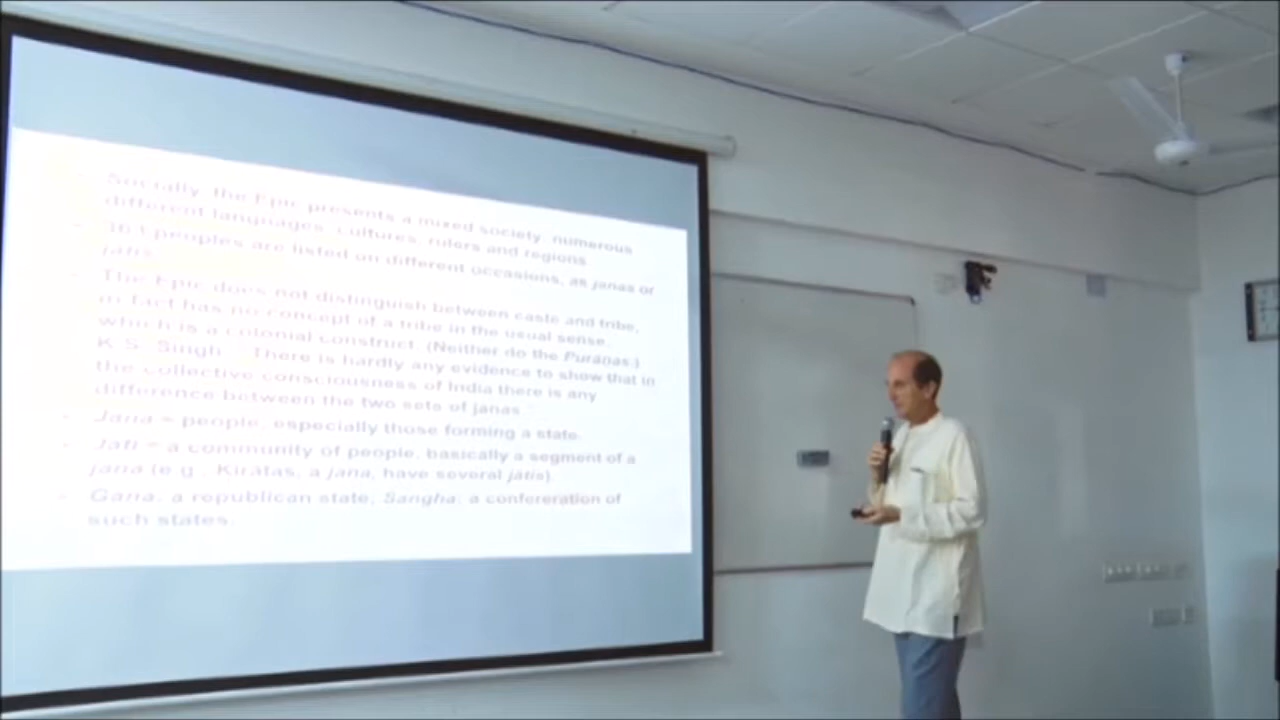 Socially, the Epic presents a mixed society: numerous
different languages, cultures, rulers and regions.
363 peoples are listed on different occasions, as janas or
jātis.
The Epic does not distinguish between caste and tribe,
in fact has no concept of a tribe in the usual sense,
which is a colonial construct. (Neither do the Purānas.)
K.S. Singh: "There is hardly any evidence to show that in
the collective consciousness of India there is any
difference between the two sets of janas."
Jana = people, especially those forming a state.
Jāti = a community of people, basically a segment of a
jana (e.g., Kirātas, a jana, have several jātis).
Gana: a republican state; Sangha: a confereration of
such states.